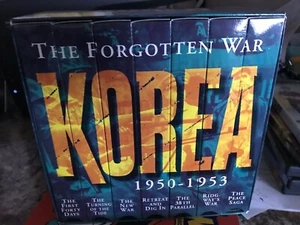 THE FORGOTTEN WAR
KOREA
1950-1953
THE FIRST FORTY DAYS
THE TURNING OF THE TIDE
THE NEW WAR
RETREAT AND DIG IN
THE 38TH PARALLEL
RIDGWAY'S WAR
THE PEACE SAGA